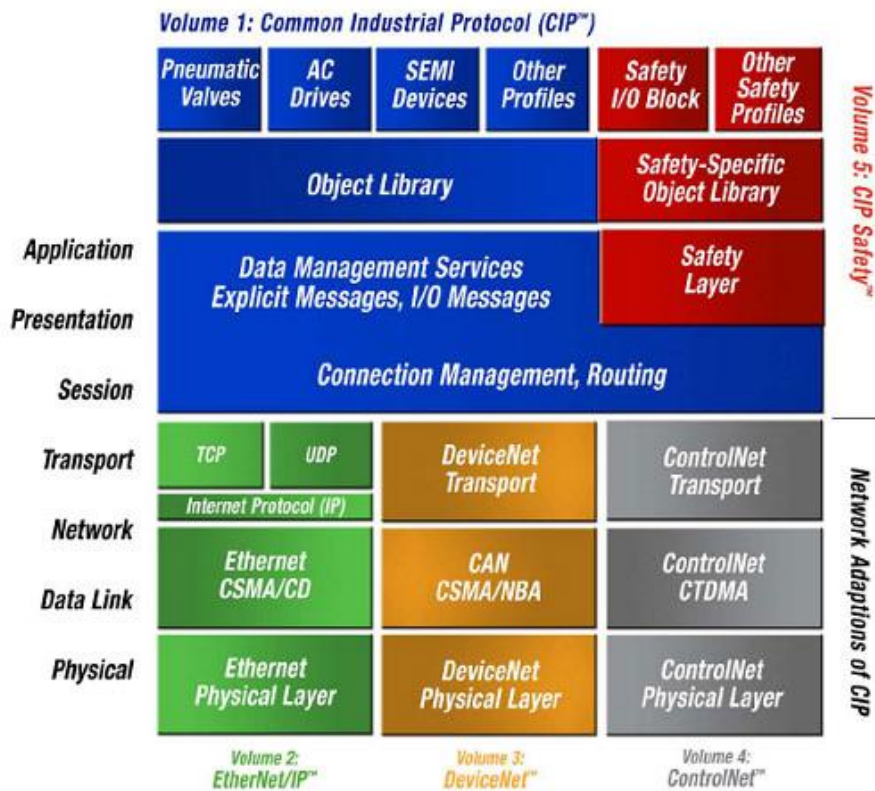 Volume 1: Common Industrial Protocol (CIP™)
Pneumatic
Valves
AC
Drives
SEMI
Devices
Other
Profiles
Safety
I/O Block
Other
Safety
Profiles
Object Library
Safety-Specific
Object Library
Volume 5: CIP Safety™
Application
Presentation
Session
Data Management Services
Explicit Messages, I/O Messages
Safety
Layer
Connection Management, Routing
Transport
Network
Data Link
Physical
TCP
UDP
Internet Protocol (IP)
DeviceNet
Transport
ControlNet
Transport
Ethernet
CSMA/CD
CAN
CSMA/NBA
ControlNet
CTDMA
Ethernet
Physical Layer
DeviceNet
Physical Layer
ControlNet
Physical Layer
Network Adaptions of CIP
Volume 2:
EtherNet/IP™
Volume 3:
DeviceNet™
Volume 4:
ControlNet™